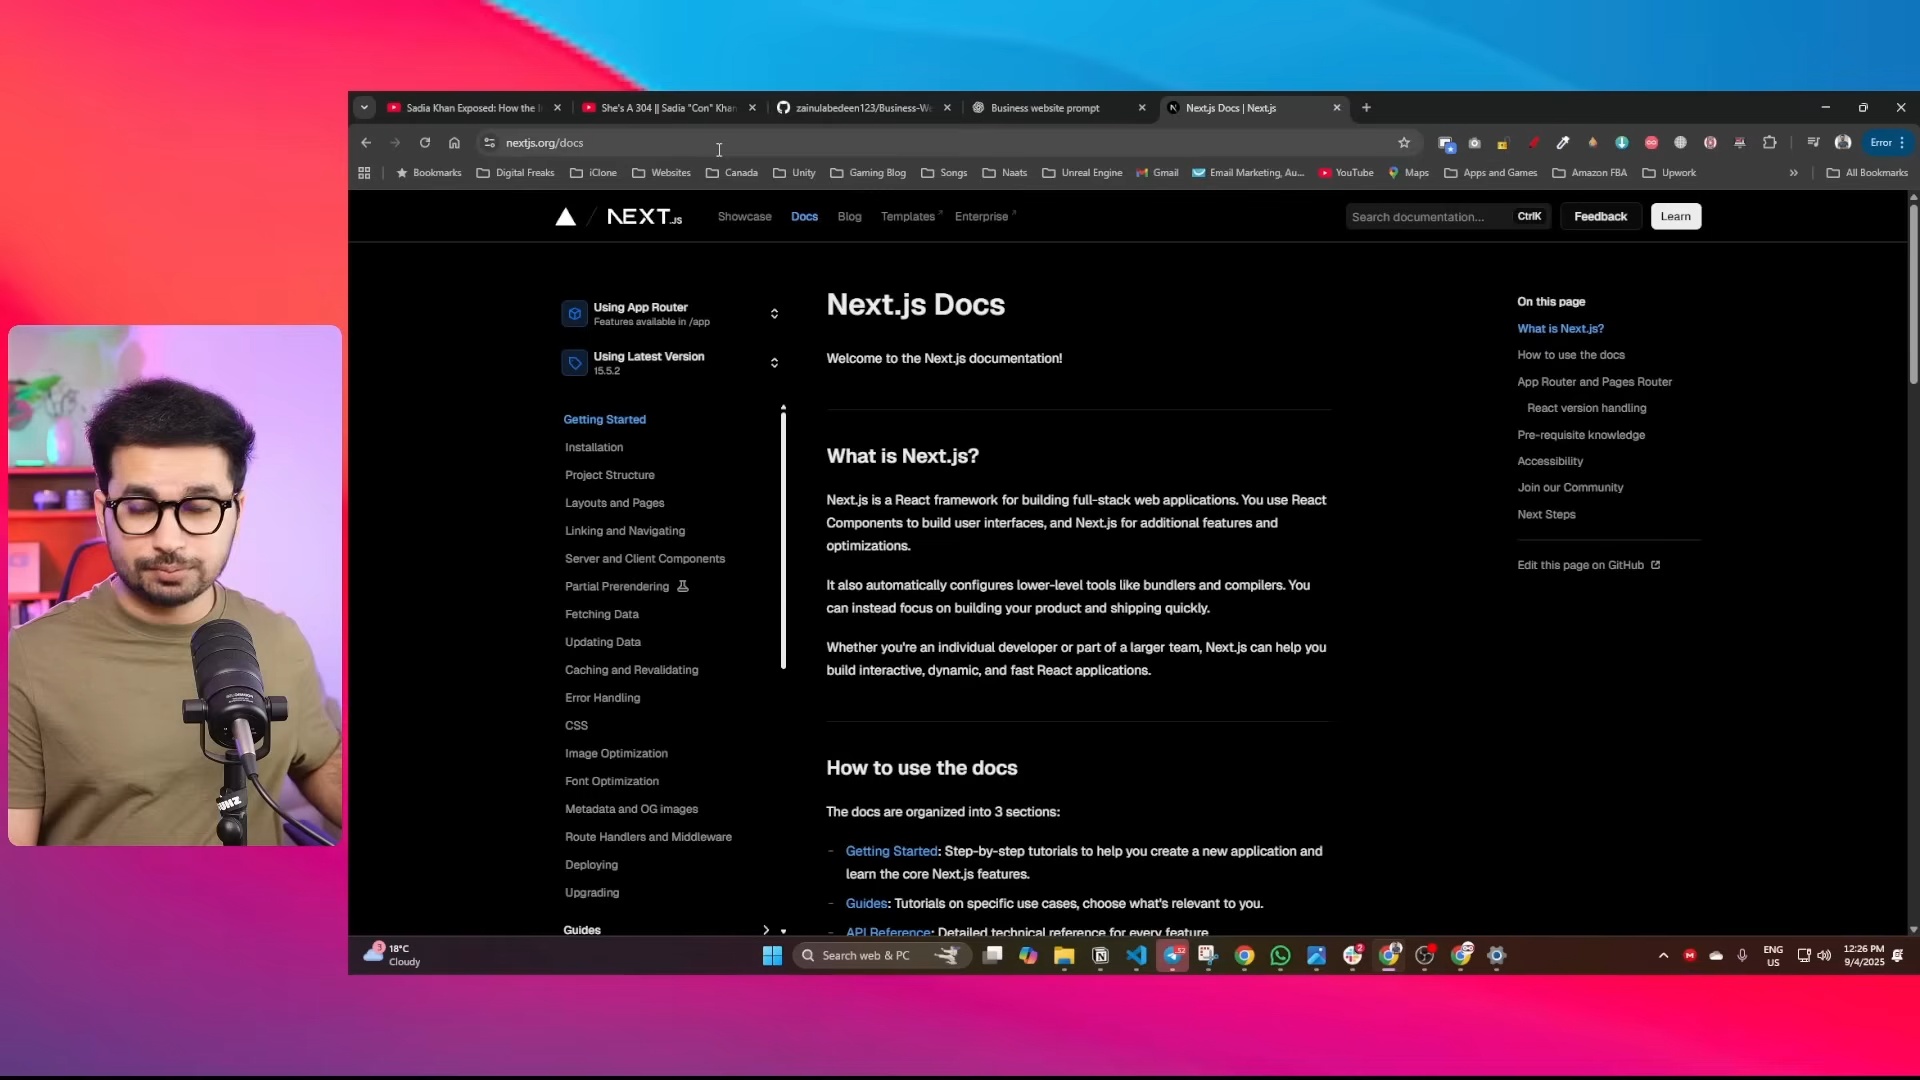 Sadia Khan Exposed: How the
She's A 304 || Sadia "Con" Khan
zainulabedeen123/Business-We
Business website prompt
Next.js Docs | Next.js
nextjs.org/docs
Error
Bookmarks
Digital Freaks
iClone
Websites
Canada
Unity
Gaming Blog
Songs
Naats
Unreal Engine
Gmail
Email Marketing, Au...
YouTube
Maps
Apps and Games
Amazon FBA
Upwork
»
All Bookmarks
NEXT.JS
Showcase
Docs
Blog
Templates
Enterprise
Search documentation...
CtrlK
Feedback
Learn
Using App Router
Features available in /app
Using Latest Version
15.5.2
Getting Started
Installation
Project Structure
Layouts and Pages
Linking and Navigating
Server and Client Components
Partial Prerendering
Fetching Data
Updating Data
Caching and Revalidating
Error Handling
CSS
Image Optimization
Font Optimization
Metadata and OG images
Route Handlers and Middleware
Deploying
Upgrading
Guides
Next.js Docs
Welcome to the Next.js documentation!
What is Next.js?
Next.js is a React framework for building full-stack web applications. You use React
Components to build user interfaces, and Next.js for additional features and
optimizations.
It also automatically configures lower-level tools like bundlers and compilers. You
can instead focus on building your product and shipping quickly.
Whether you're an individual developer or part of a larger team, Next.js can help you
build interactive, dynamic, and fast React applications.
How to use the docs
The docs are organized into 3 sections:
- Getting Started: Step-by-step tutorials to help you create a new application and
learn the core Next.js features.
- Guides: Tutorials on specific use cases, choose what's relevant to you.
- API Reference: Detailed technical reference for every feature.
On this page
What is Next.js?
How to use the docs
App Router and Pages Router
React version handling
Pre-requisite knowledge
Accessibility
Join our Community
Next Steps
Edit this page on GitHub
3
18°C
Cloudy
Search web & PC
52
2
ENG
US
12:26 PM
9/4/2025